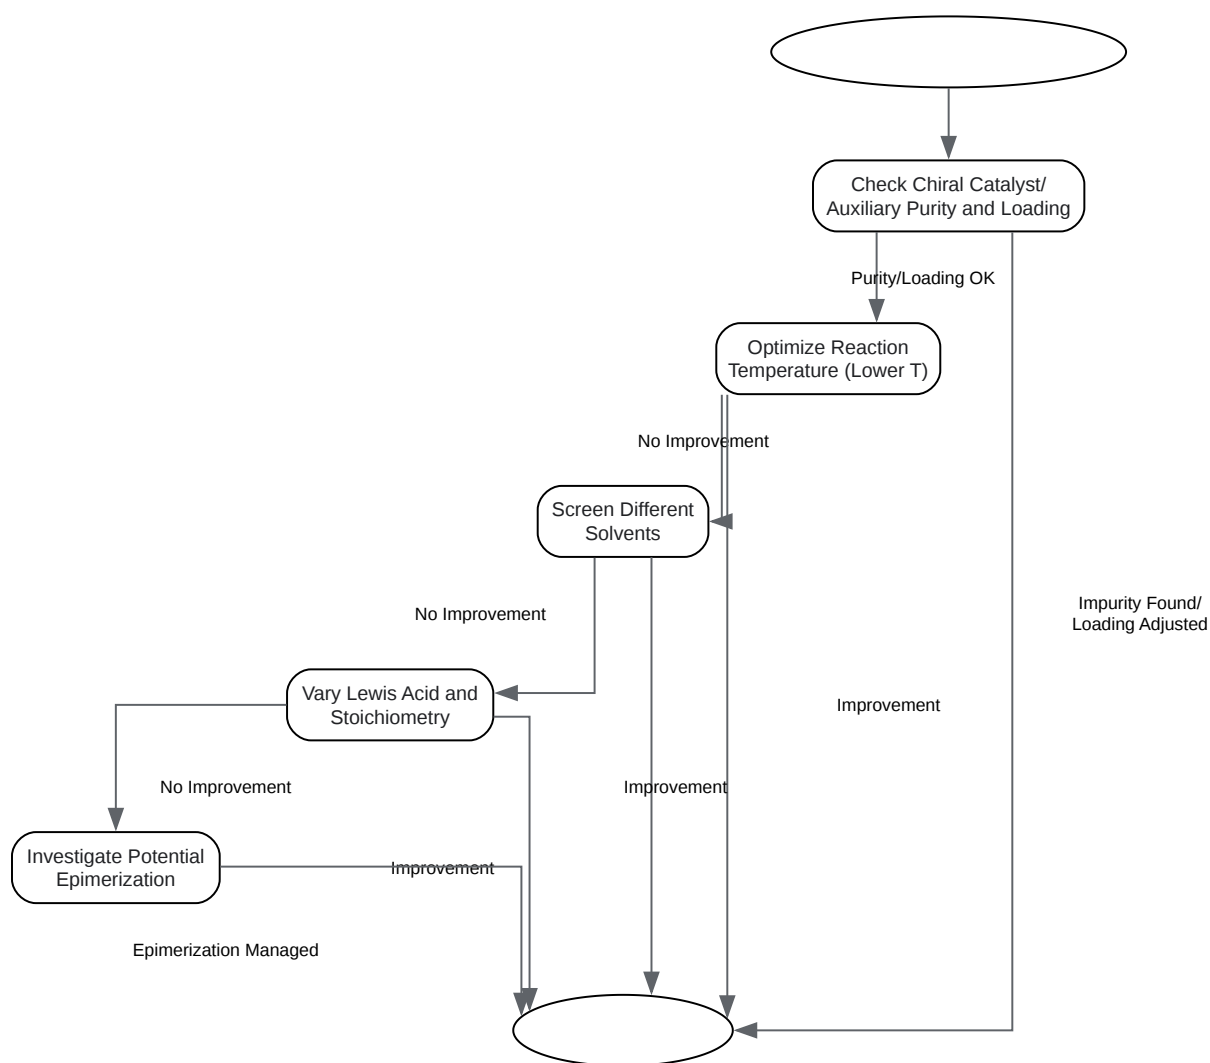 Check Chiral Catalyst/
Auxiliary Purity and Loading
Purity/Loading OK
Optimize Reaction
Temperature (Lower T)
No Improvement
Screen Different
Solvents
Impurity Found/
Loading Adjusted
No Improvement
Vary Lewis Acid and
Stoichiometry
Improvement
No Improvement
Improvement
Investigate Potential
Epimerization
Improvement
Epimerization Managed